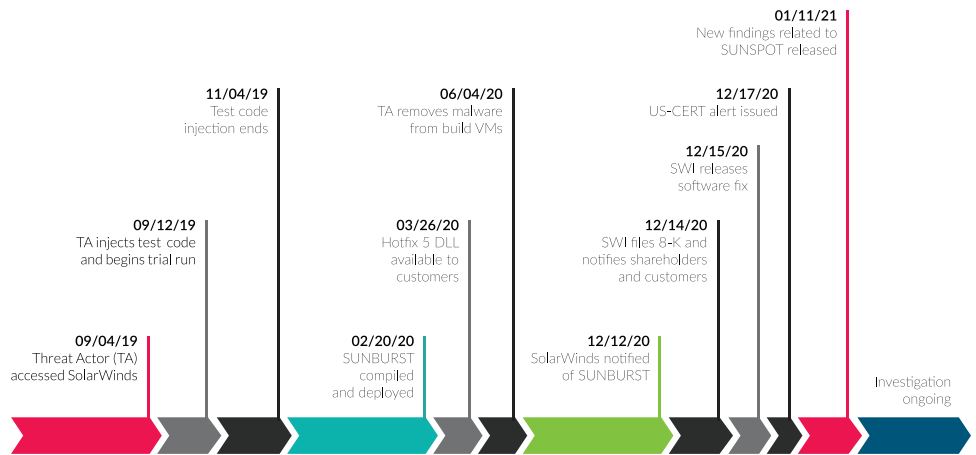 09/04/19
Threat Actor (TA)
accessed SolarWinds
09/12/19
TA injects test code
and begins trial run
11/04/19
Test code
injection ends
02/20/20
SUNBURST
compiled
and deployed
03/26/20
Hotfix 5 DLL
available to
customers
06/04/20
TA removes malware
from build VMs
12/12/20
SolarWinds notified
of SUNBURST
12/14/20
SWI files 8-K and
notifies shareholders
and customers
12/15/20
SWI releases
software fix
12/17/20
US-CERT alert issued
01/11/21
New findings related to
SUNSPOT released
Investigation
ongoing